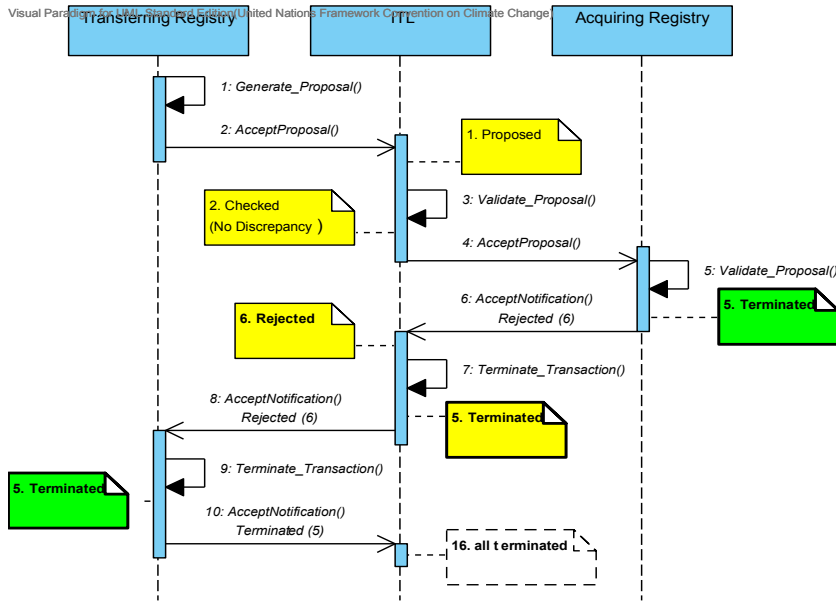 Visual Paradigm for UML Standard Edition(United Nations Framework Convention on Climate Change)
Transferring Registry
ITL
Acquiring Registry
1: Generate_Proposal()
2: AcceptProposal()
1. Proposed
3: Validate_Proposal()
2. Checked
(No Discrepancy )
4: AcceptProposal()
5: Validate_Proposal()
6: AcceptNotification()
Rejected (6)
5. Terminated
6. Rejected
7: Terminate_Transaction()
8: AcceptNotification()
Rejected (6)
5. Terminated
9: Terminate_Transaction()
5. Terminated
10: AcceptNotification()
Terminated (5)
16. all t erminated